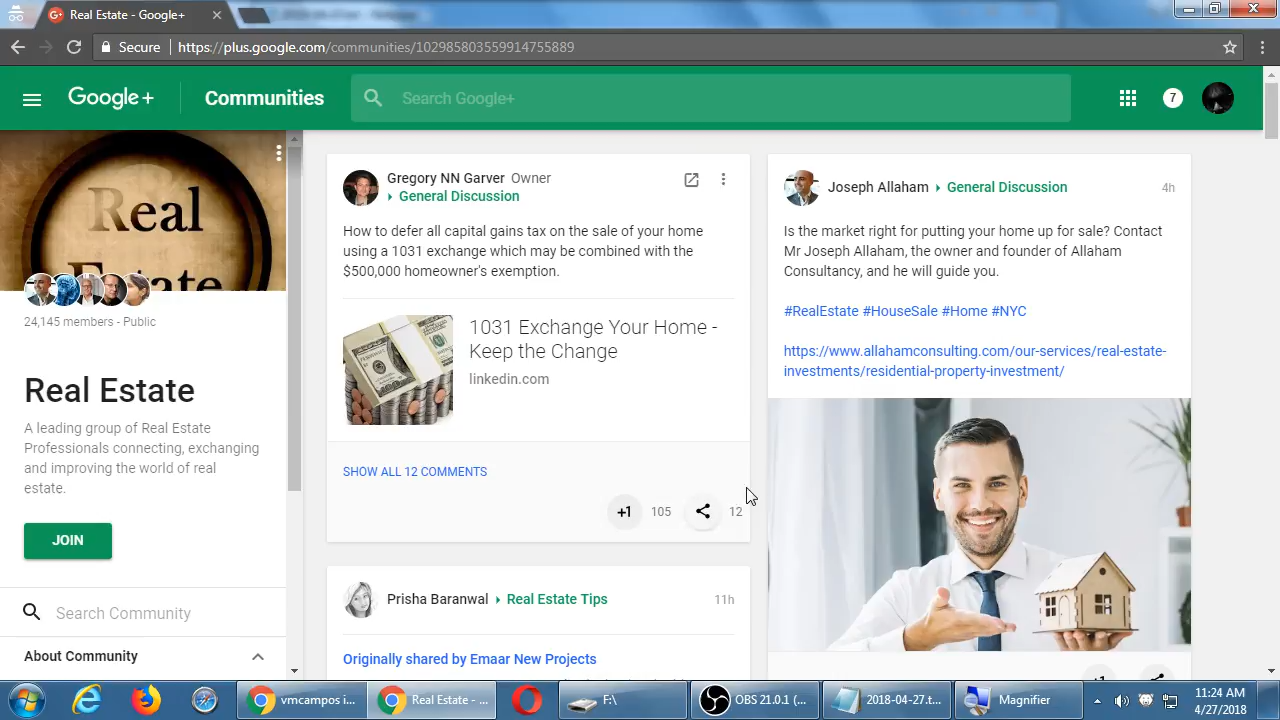 Real Estate - Google+
Secure
https://plus.google.com/communities/102985803559914755889
Google+
Communities
Search Google+
7
Real
Estate
24,145 members - Public
Real Estate
A leading group of Real Estate
Professionals connecting, exchanging
and improving the world of real
estate.
JOIN
Search Community
About Community
Gregory NN Garver Owner
General Discussion
How to defer all capital gains tax on the sale of your home
using a 1031 exchange which may be combined with the
$500,000 homeowner's exemption.
1031 Exchange Your Home -
Keep the Change
linkedin.com
SHOW ALL 12 COMMENTS
+1
105
12
Prisha Baranwal
Real Estate Tips
11h
Originally shared by Emaar New Projects
Joseph Allaham
General Discussion
4h
Is the market right for putting your home up for sale? Contact
Mr Joseph Allaham, the owner and founder of Allaham
Consultancy, and he will guide you.
#RealEstate #HouseSale #Home #NYC
https://www.allahamconsulting.com/our-services/real-estate-
investments/residential-property-investment/
vmcampos i...
Real Estate - ...
F:\
OBS 21.0.1 (...
2018-04-27.t...
Magnifier
11:24 AM
4/27/2018